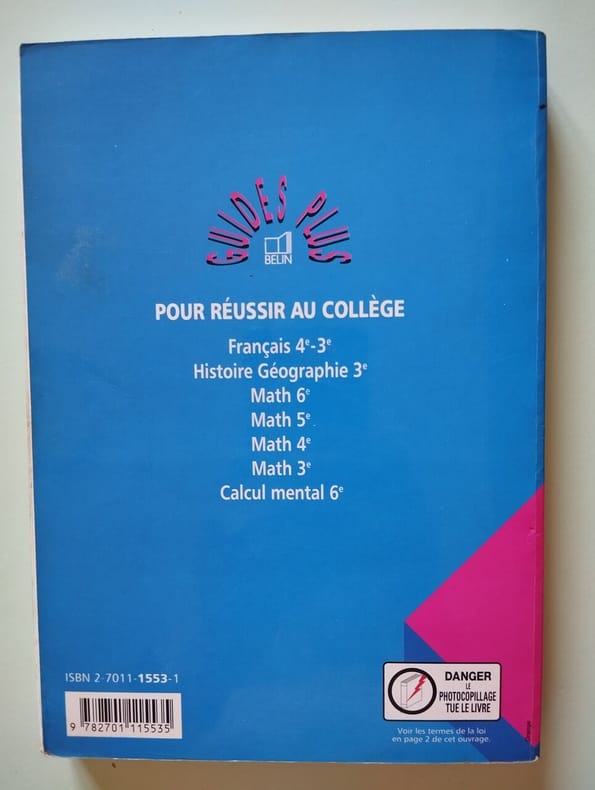 GUIDES PLUS
BELIN
POUR RÉUSSIR AU COLLÈGE
Français 4e-3e
Histoire Géographie 3e
Math 6e
Math 5e
Math 4e
Math 3e
Calcul mental 6e
ISBN 2-7011-1553-1
9 782701 115535
DANGER
LE
PHOTOCOPILLAGE
TUE LE LIVRE
Voir les termes de la loi
en page 2 de cet ouvrage.